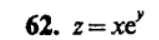 62. z = xe^y